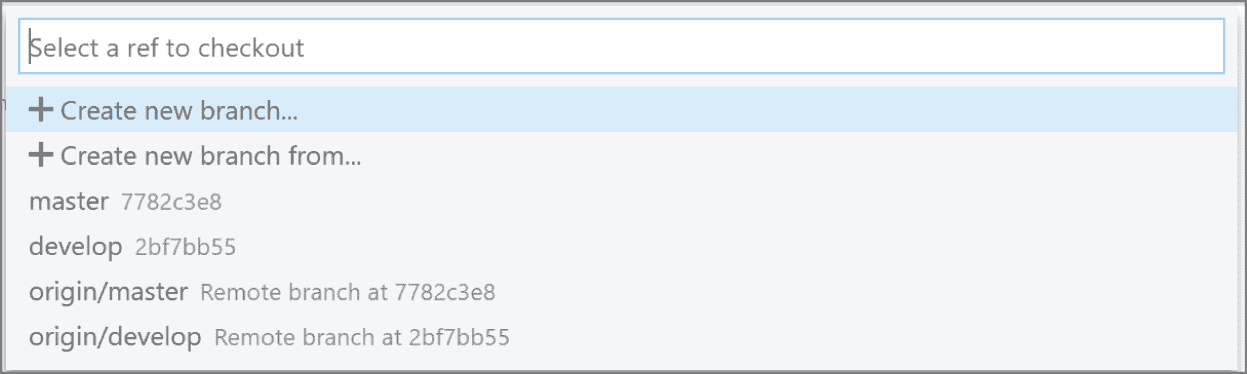 Select a ref to checkout
+ Create new branch...
+ Create new branch from...
master 7782c3e8
develop 2bf7bb55
origin/master Remote branch at 7782c3e8
origin/develop Remote branch at 2bf7bb55